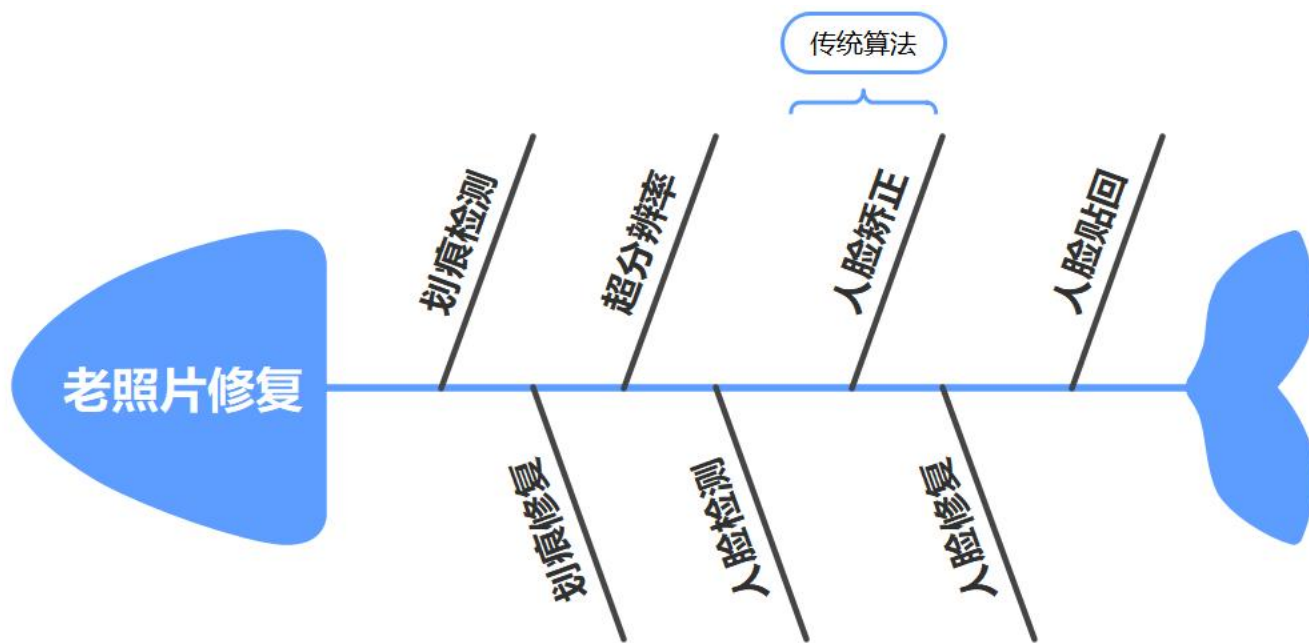 传统算法
划痕检测
超分辨率
人脸矫正
人脸贴回
老照片修复
划痕修复
人脸检测
人脸修复